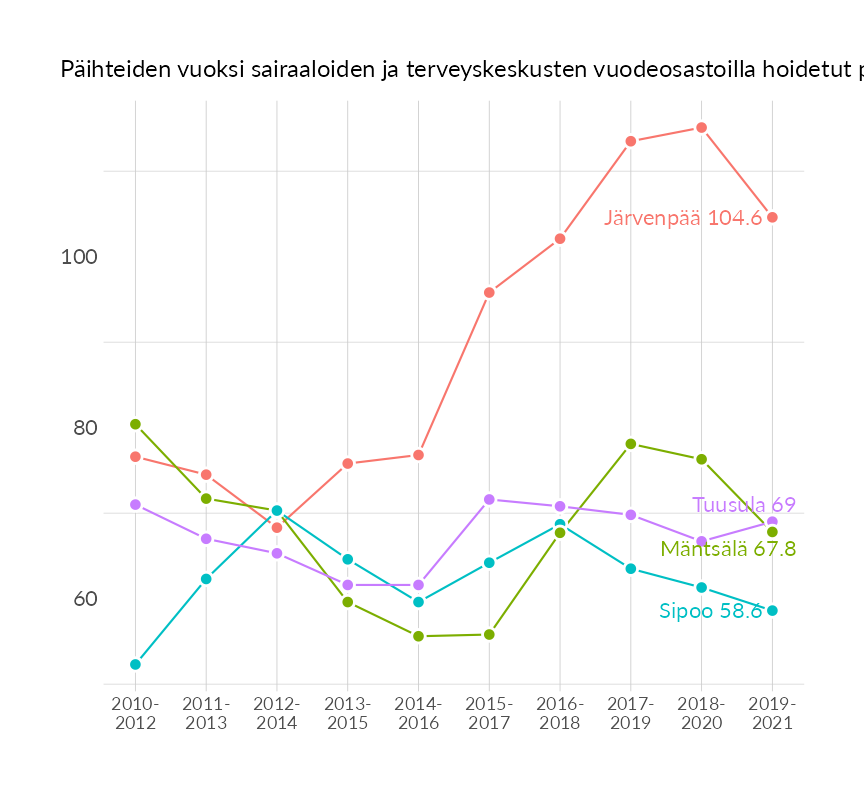 Päihteiden vuoksi sairaaloiden ja terveyskeskusten vuodeosastoilla hoidetut
Järvenpää 104.6
100
80
Tuusula 69
Mäntsälä 67.8
60
Sipoo 58.6
2010-2012
2011-2013
2012-2014
2013-2015
2014-2016
2015-2017
2016-2018
2017-2019
2018-2020
2019-2021